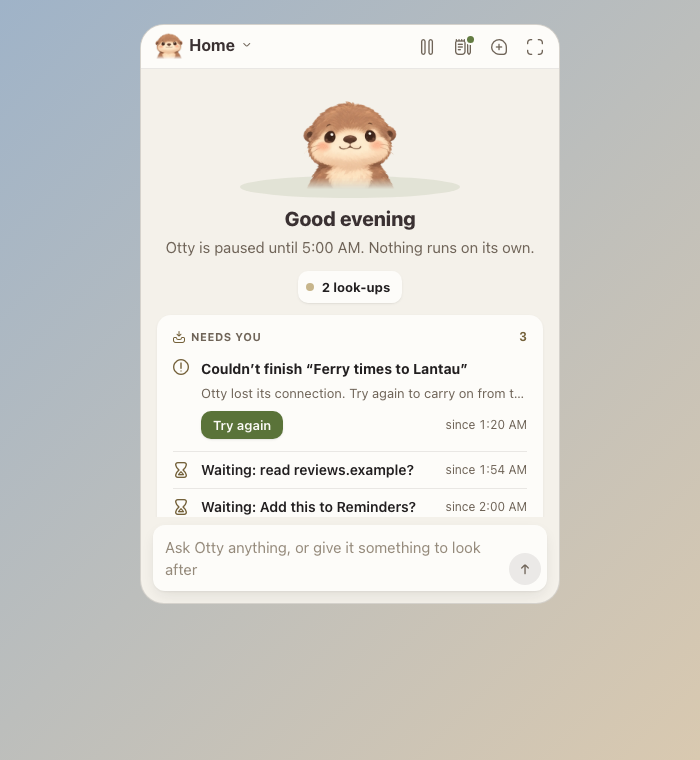 Home
Good evening
Otty is paused until 5:00 AM. Nothing runs on its own.
2 look-ups
NEEDS YOU 3
Couldn’t finish “Ferry times to Lantau”
Otty lost its connection. Try again to carry on from t…
Try again since 1:20 AM
Waiting: read reviews.example? since 1:54 AM
Waiting: Add this to Reminders? since 2:00 AM
Ask Otty anything, or give it something to look
after